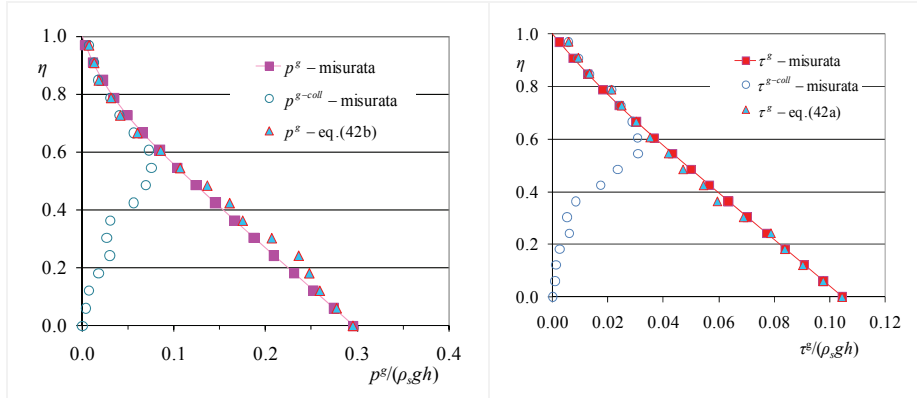 1.0
η
0.8
0.6
0.4
0.2
0.0
0.0 0.1 0.2 0.3 0.4
p^g/(ρ_s gh)
p^g – misurata
p^{g-coll} – misurata
p^g – eq.(42b)
1.0
η
0.8
0.6
0.4
0.2
0.0
0.00 0.02 0.04 0.06 0.08 0.10 0.12
τ^g/(ρ_s gh)
τ^g – misurata
τ^{g-coll} – misurata
τ^g – eq.(42a)